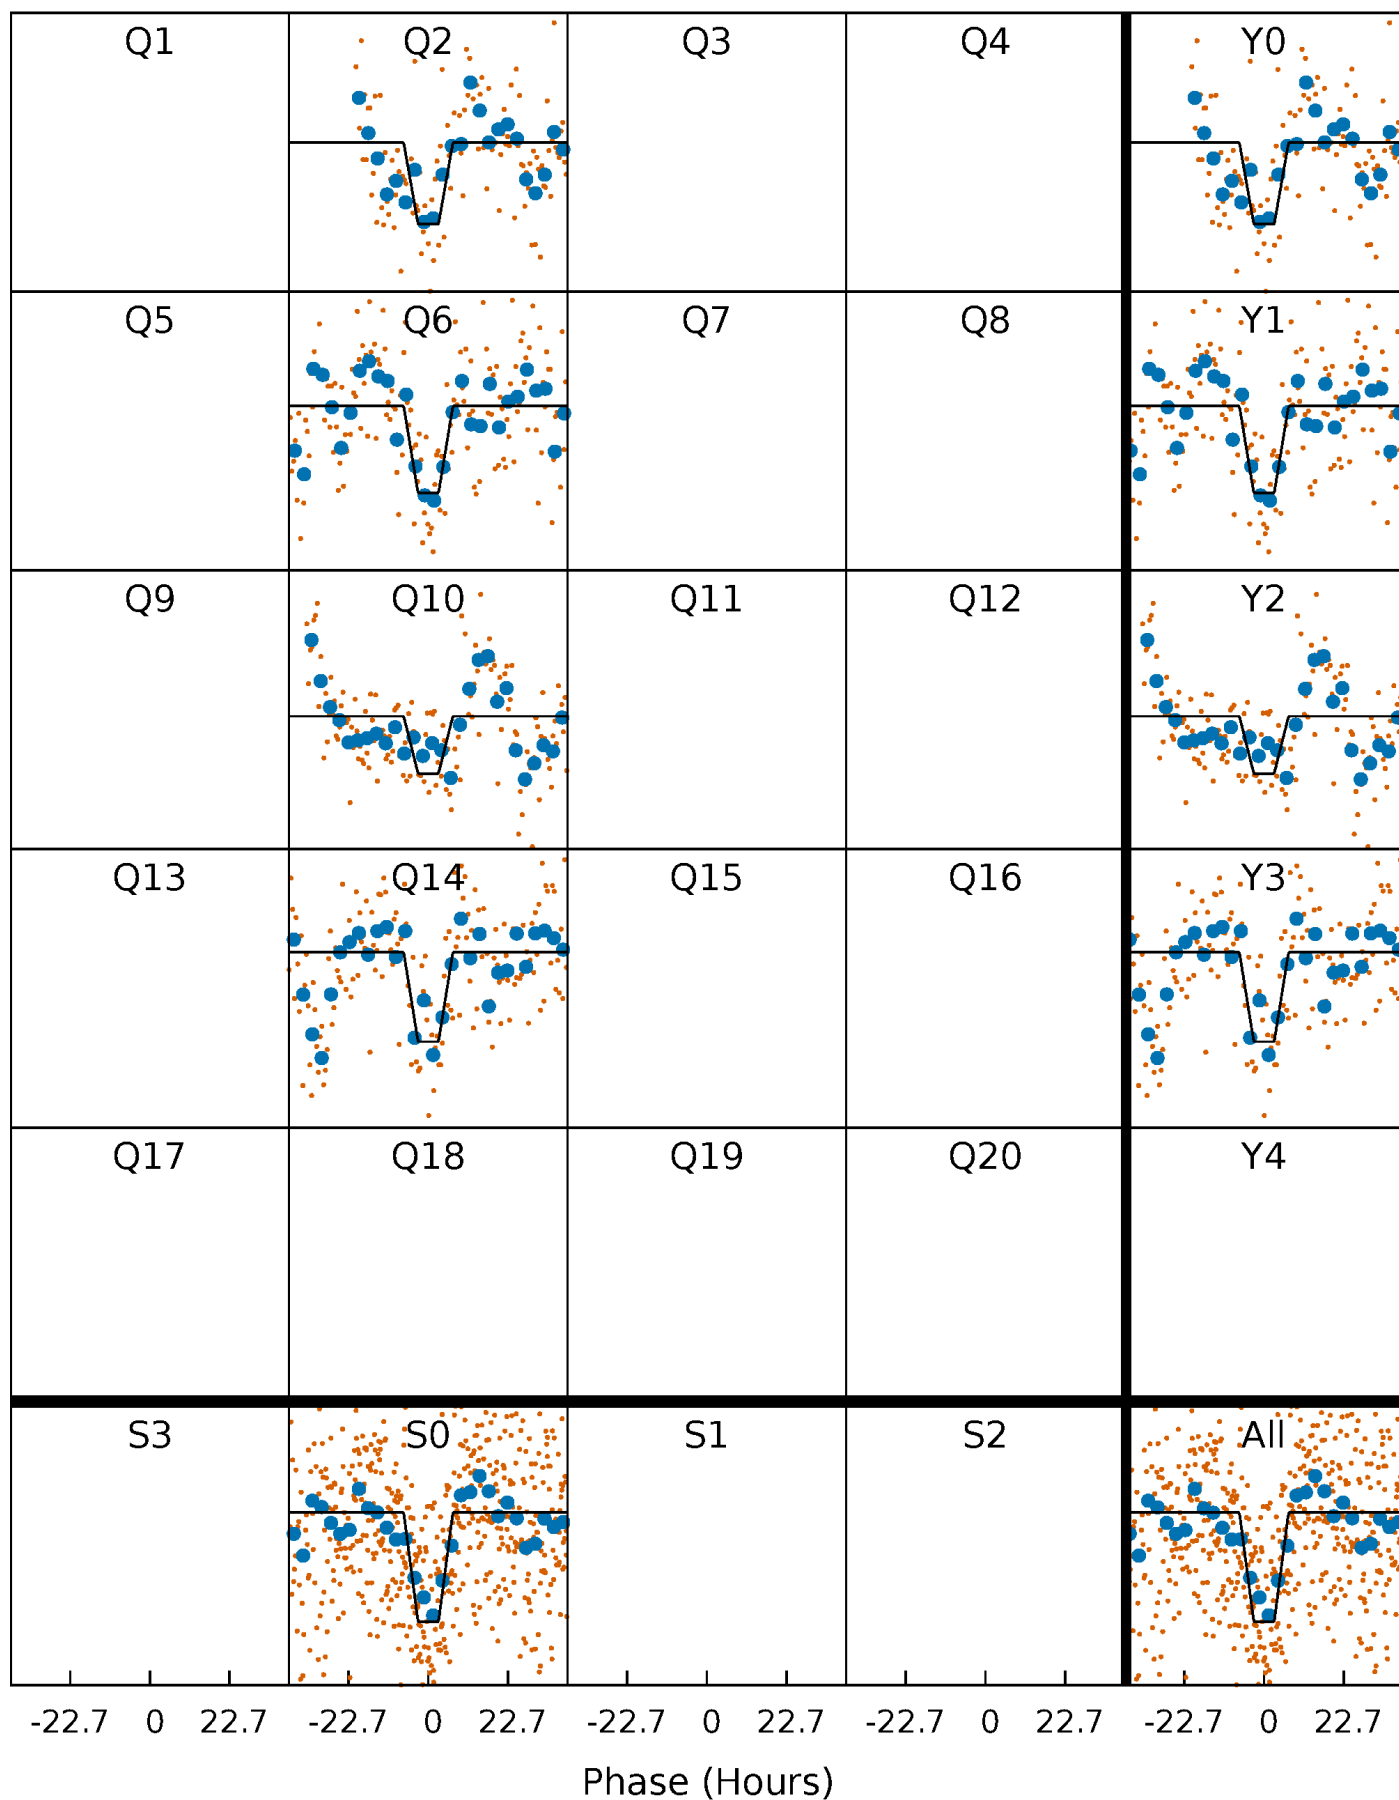 Q1 Q2 Q3 Q4 Y0
Q5 Q6 Q7 Q8 Y1
Q9 Q10 Q11 Q12 Y2
Q13 Q14 Q15 Q16 Y3
Q17 Q18 Q19 Q20 Y4
S3 S0 S1 S2 All
-22.7 0 22.7 -22.7 0 22.7 -22.7 0 22.7 -22.7 0 22.7 -22.7 0 22.7
Phase (Hours)